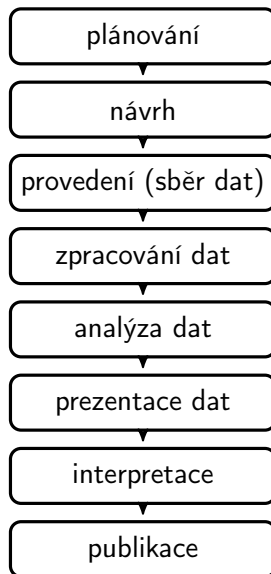 plánování
návrh
provedení (sběr dat)
zpracování dat
analýza dat
prezentace dat
interpretace
publikace